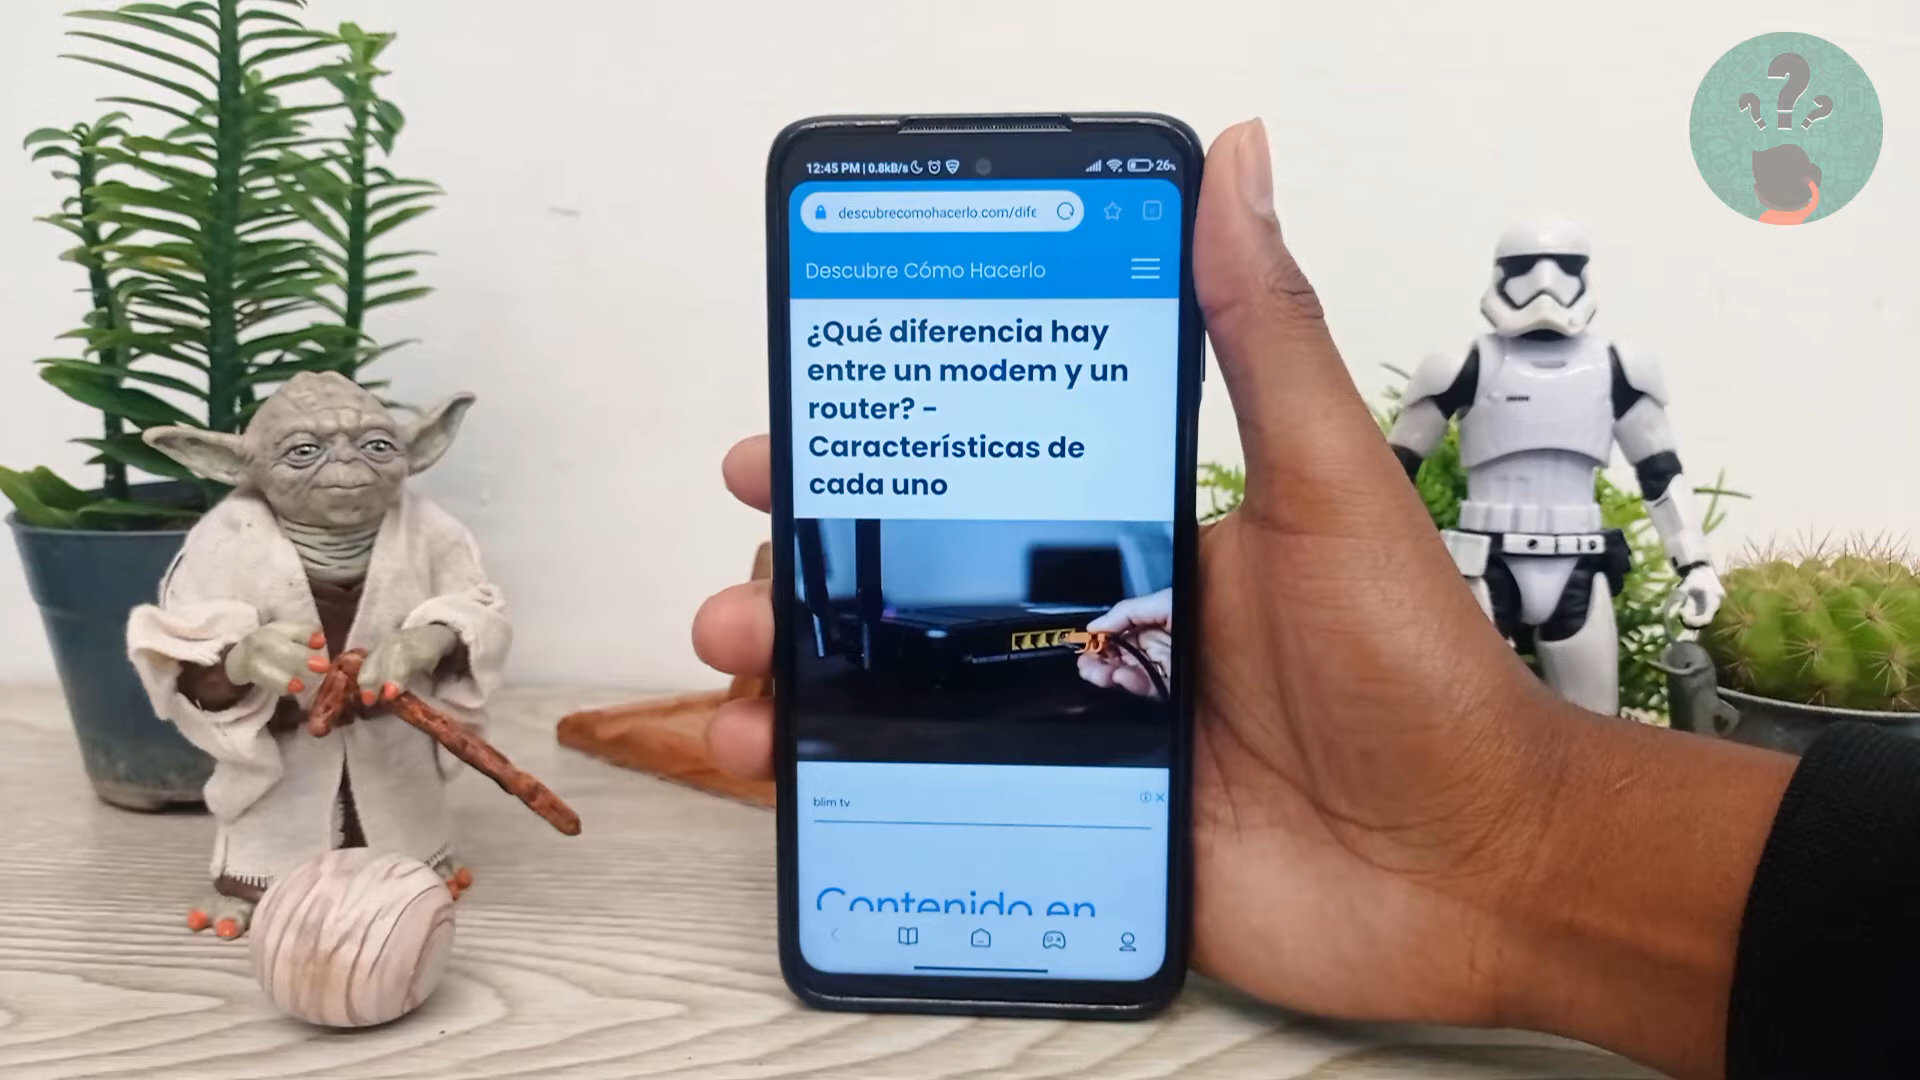 12:45 PM | 0.8kB/s
26%
descubrecomohacerlo.com/dife
Descubre Cómo Hacerlo
¿Qué diferencia hay
entre un modem y un
router? -
Características de
cada uno
blim tv
Contenido en